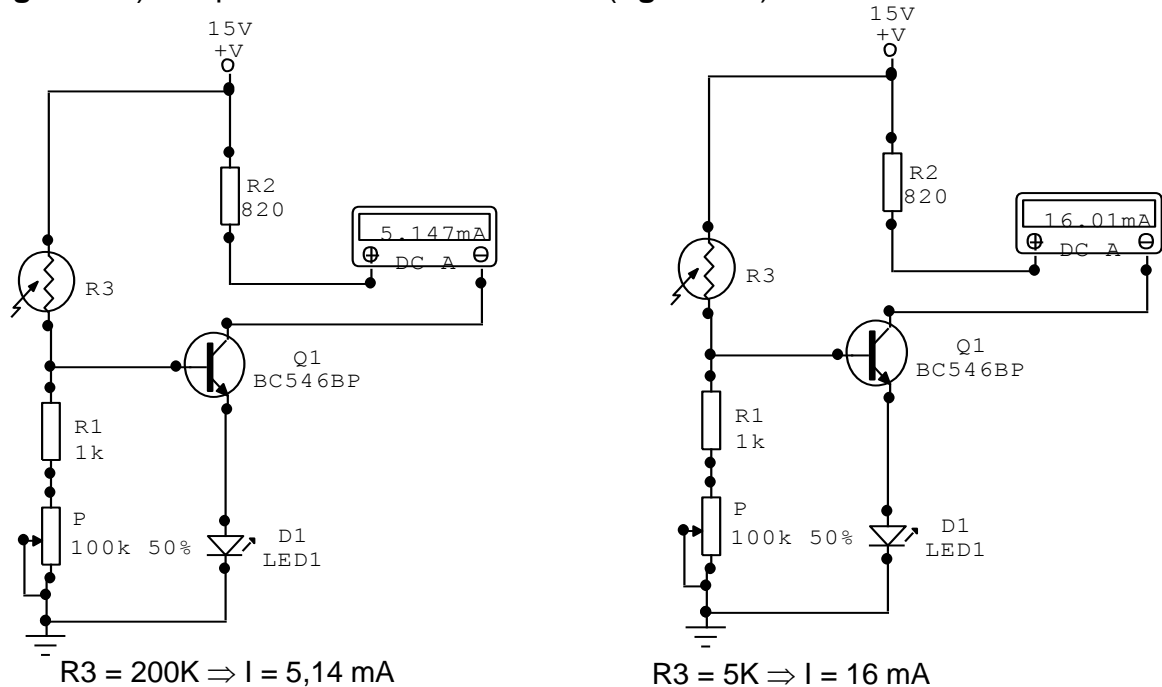 15V
+V
R2
820
5.147mA
DC A
R3
Q1
BC546BP
R1
1k
P
100k 50%
D1
LED1
R3 = 200K ⇒ I = 5,14 mA
15V
+V
R2
820
16.01mA
DC A
R3
Q1
BC546BP
R1
1k
P
100k 50%
D1
LED1
R3 = 5K ⇒ I = 16 mA